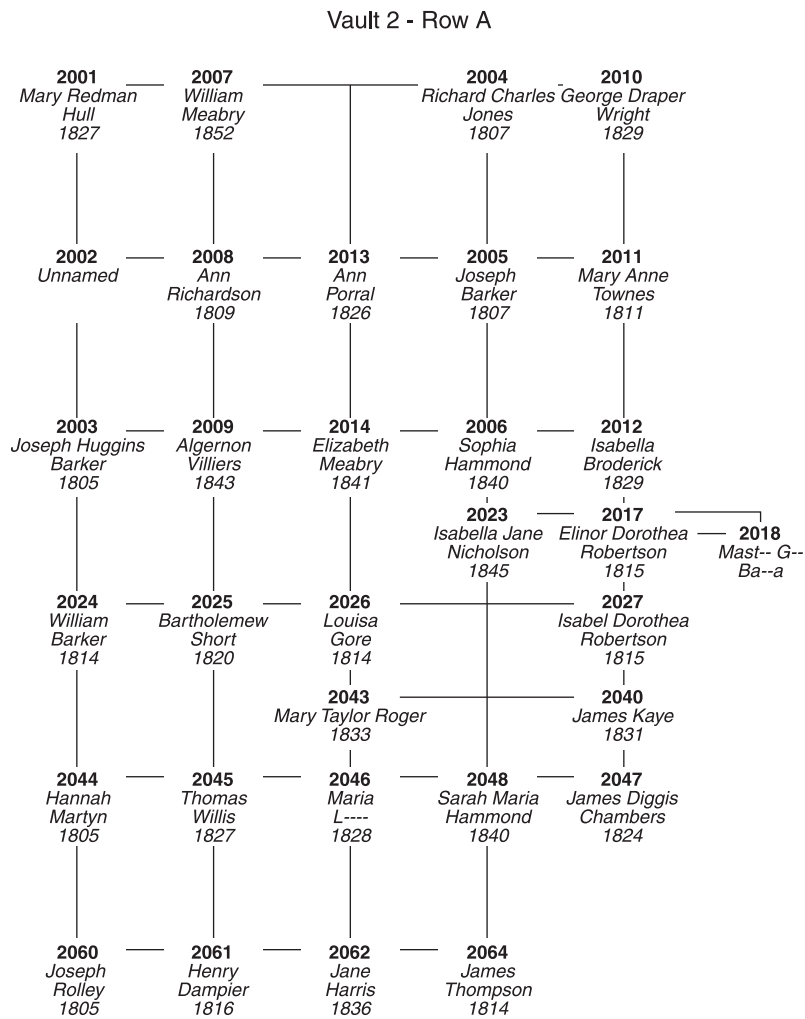 Vault 2 - Row A
2001
Mary Redman
Hull
1827
2007
William
Meabry
1852
2004
Richard Charles
Jones
1807
2010
George Draper
Wright
1829
2002
Unnamed
2008
Ann
Richardson
1809
2013
Ann
Porral
1826
2005
Joseph
Barker
1807
2011
Mary Anne
Townes
1811
2003
Joseph Huggins
Barker
1805
2009
Algernon
Villiers
1843
2014
Elizabeth
Meabry
1841
2006
Sophia
Hammond
1840
2012
Isabella
Broderick
1829
2023
Isabella Jane
Nicholson
1845
2017
Elinor Dorothea
Robertson
1815
2018
Mast-- G--
Ba--a
2024
William
Barker
1814
2025
Bartholemew
Short
1820
2026
Louisa
Gore
1814
2027
Isabel Dorothea
Robertson
1815
2043
Mary Taylor Roger
1833
2040
James Kaye
1831
2044
Hannah
Martyn
1805
2045
Thomas
Willis
1827
2046
Maria
L----
1828
2048
Sarah Maria
Hammond
1840
2047
James Diggis
Chambers
1824
2060
Joseph
Rolley
1805
2061
Henry
Dampier
1816
2062
Jane
Harris
1836
2064
James
Thompson
1814